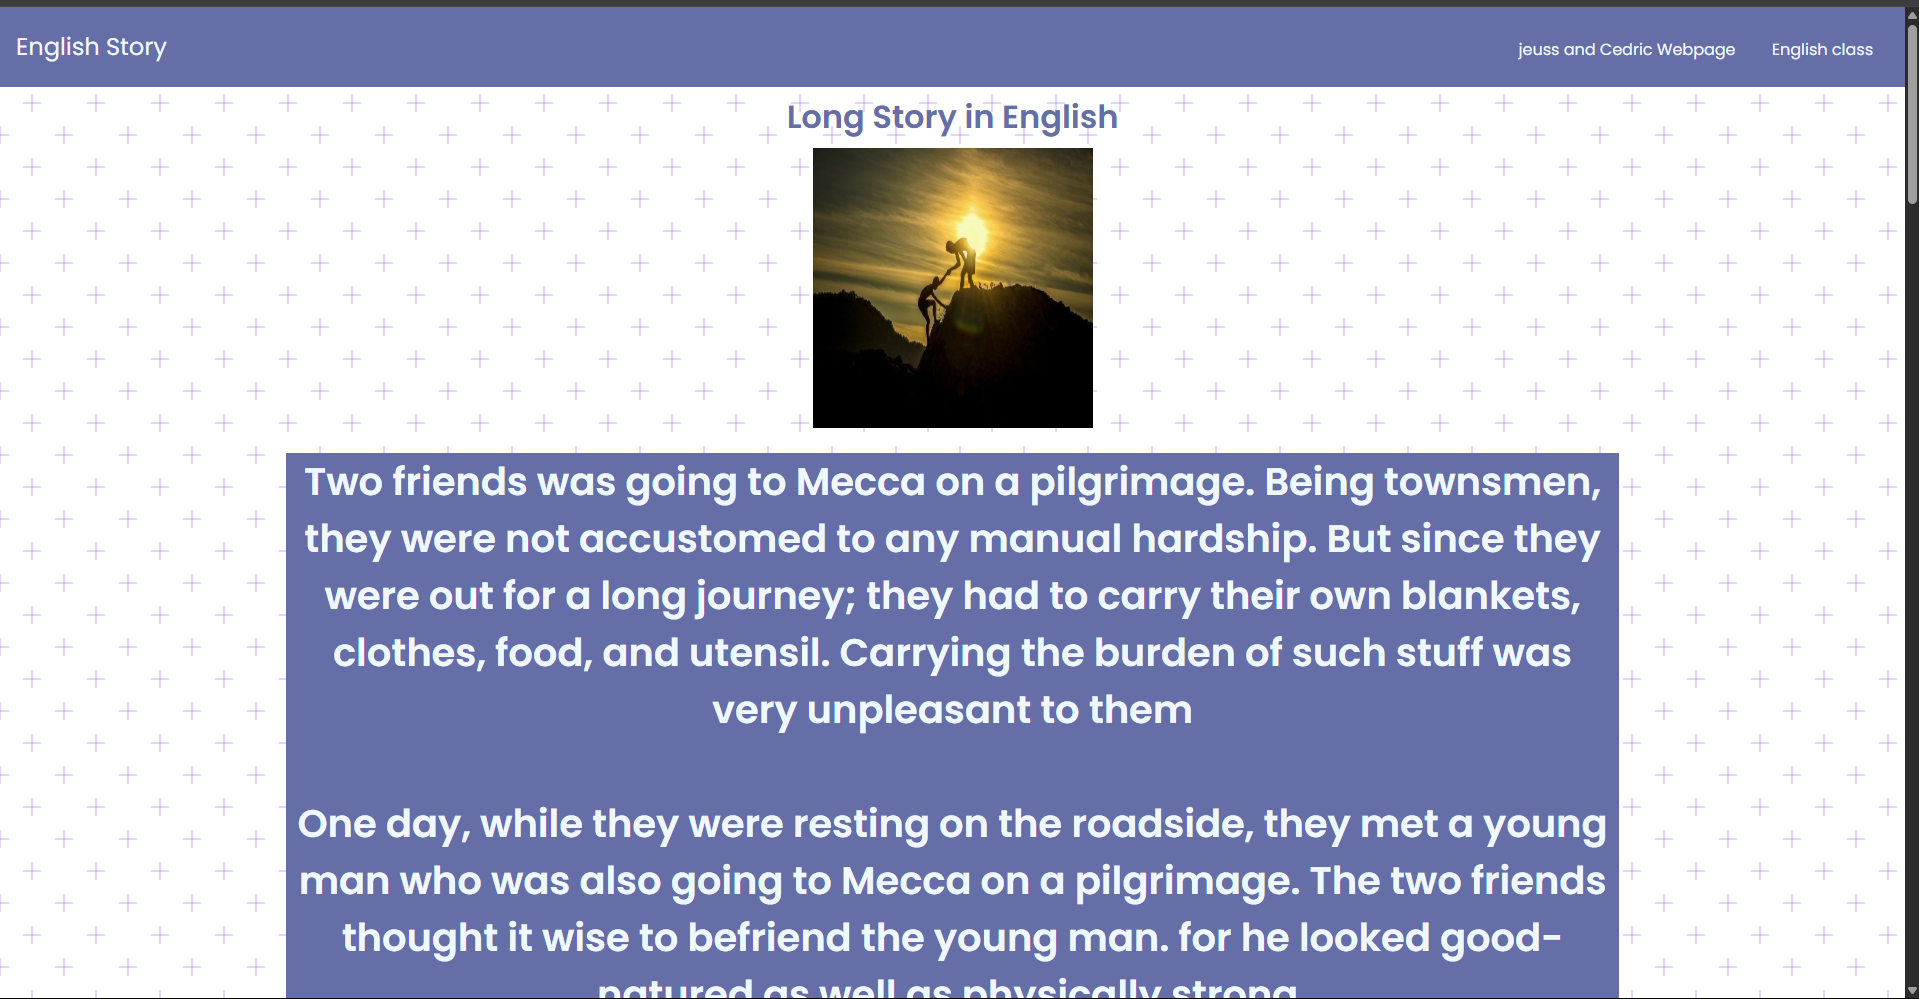 English Story
jeuss and Cedric Webpage
English class
Long Story in English
Two friends was going to Mecca on a pilgrimage. Being townsmen,
they were not accustomed to any manual hardship. But since they
were out for a long journey; they had to carry their own blankets,
clothes, food, and utensil. Carrying the burden of such stuff was
very unpleasant to them
One day, while they were resting on the roadside, they met a young
man who was also going to Mecca on a pilgrimage. The two friends
thought it wise to befriend the young man. for he looked good-
natured as well as physically strong